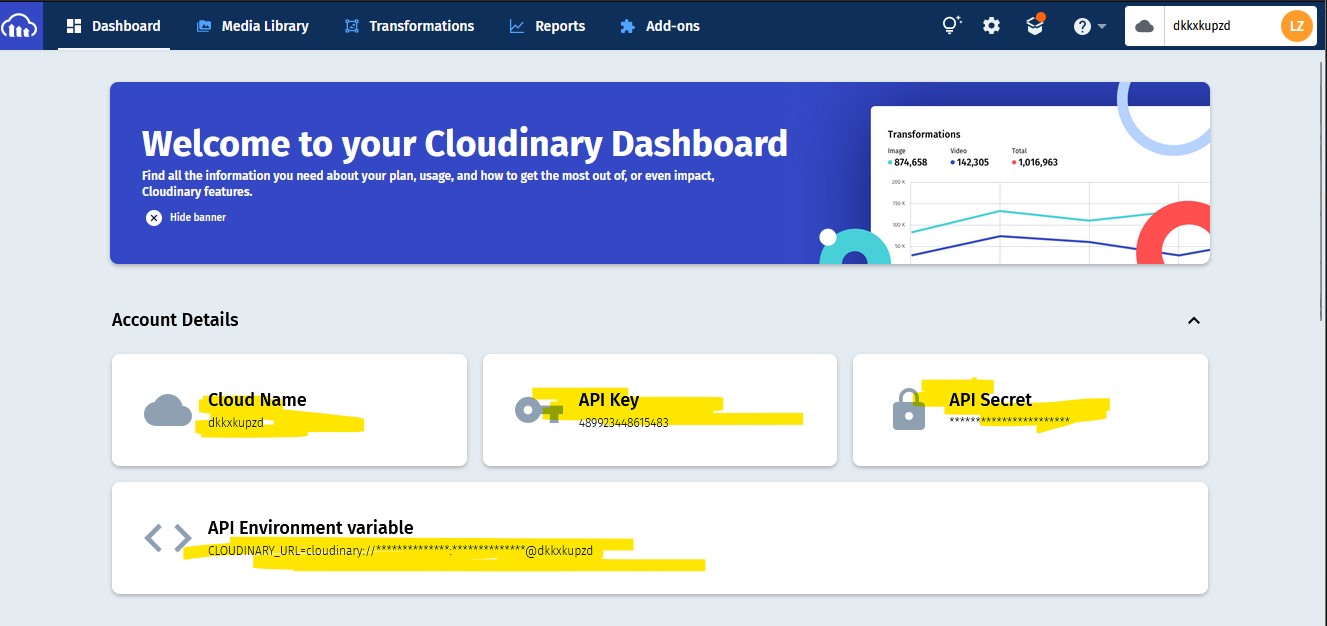 Dashboard
Media Library
Transformations
Reports
Add-ons
?
dkkxkupzd
LZ
Welcome to your Cloudinary Dashboard
Find all the information you need about your plan, usage, and how to get the most out of, or even impact,
Cloudinary features.
Hide banner
Transformations
Image Video Total
874,658 142,305 1,016,963
200 K
150 K
100 K
50 K
Account Details
Cloud Name
dkkxkupzd
API Key
489923448615483
API Secret
***********************
API Environment variable
CLOUDINARY_URL=cloudinary://**************:**************@dkkxkupzd